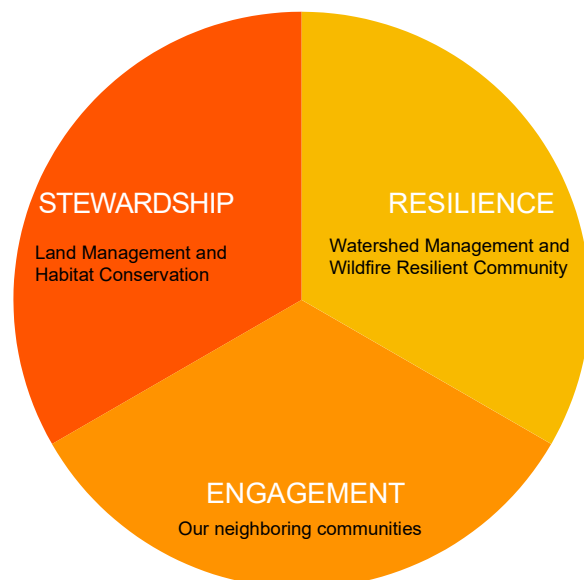 STEWARDSHIP
Land Management and
Habitat Conservation
RESILIENCE
Watershed Management and
Wildfire Resilient Community
ENGAGEMENT
Our neighboring communities